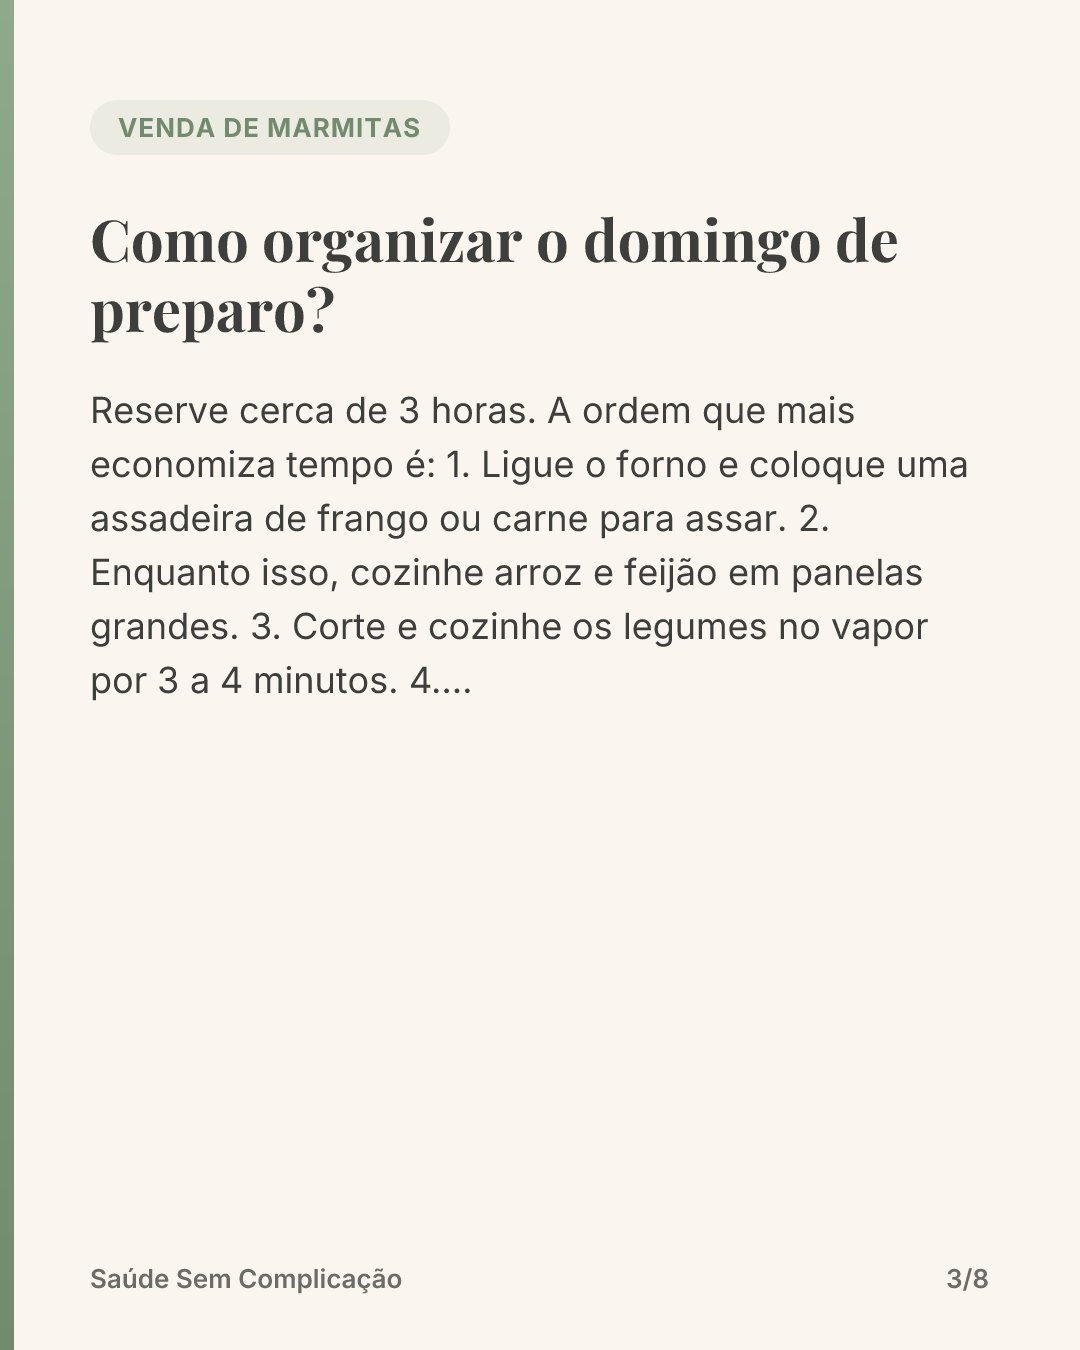 VENDA DE MARMITAS
Como organizar o domingo de
preparo?
Reserve cerca de 3 horas. A ordem que mais
economiza tempo é: 1. Ligue o forno e coloque uma
assadeira de frango ou carne para assar. 2.
Enquanto isso, cozinhe arroz e feijão em panelas
grandes. 3. Corte e cozinhe os legumes no vapor
por 3 a 4 minutos. 4....
Saúde Sem Complicação
3/8